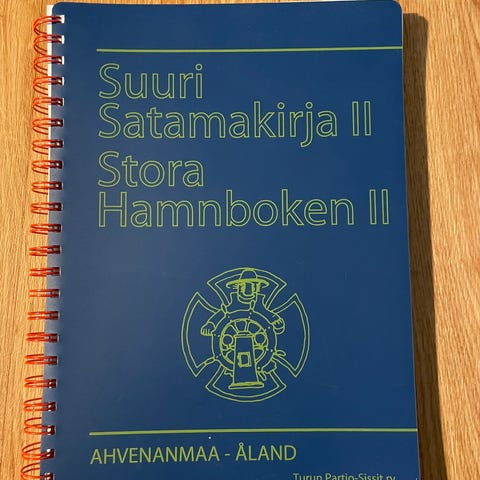 Suuri
Satamakirja II
Stora
Hamnboken II
AHVENANMAA - ÅLAND
Turun Partio-Sissit ry